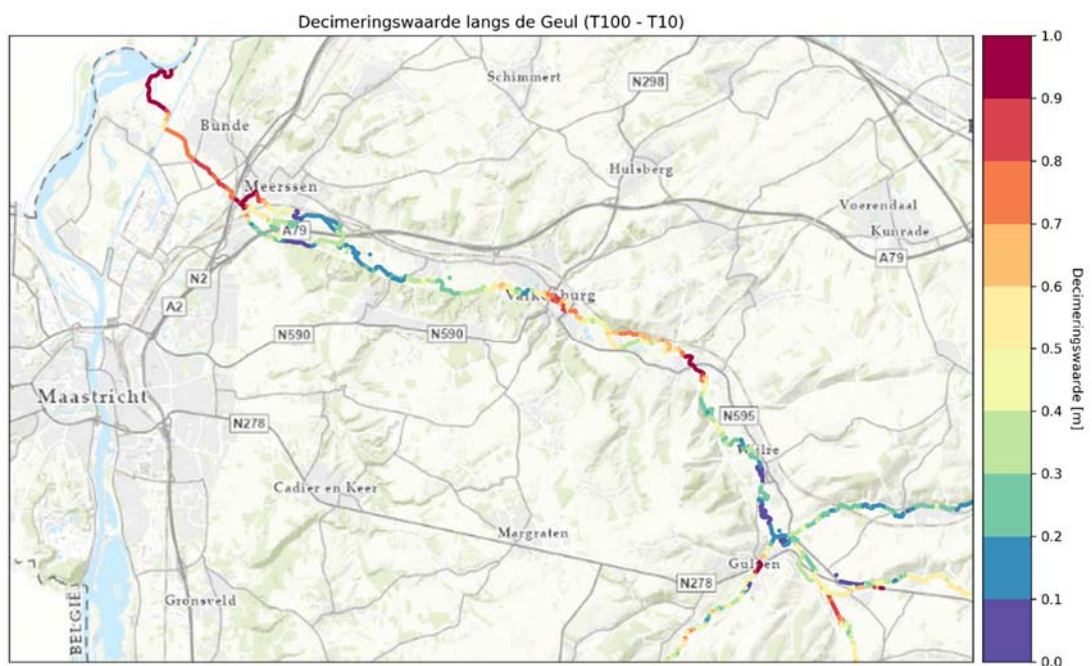 Decimeringswaarde langs de Geul (T100 - T10)
1.0
Schimmert
N298
0.9
Bunde
0.8
Hulsberg
Meerssen
Voerendaal
0.7
A79
Kunrade
A79
N2
0.6
Valkenburg
A2
N590
N590
0.5
Decimeringswaarde [m]
Maastricht
0.4
N278
N595
Wijlre
0.3
Cadier en Keer
Margraten
0.2
Gulpen
N278
Gronsveld
0.1
BELGIË
0.0